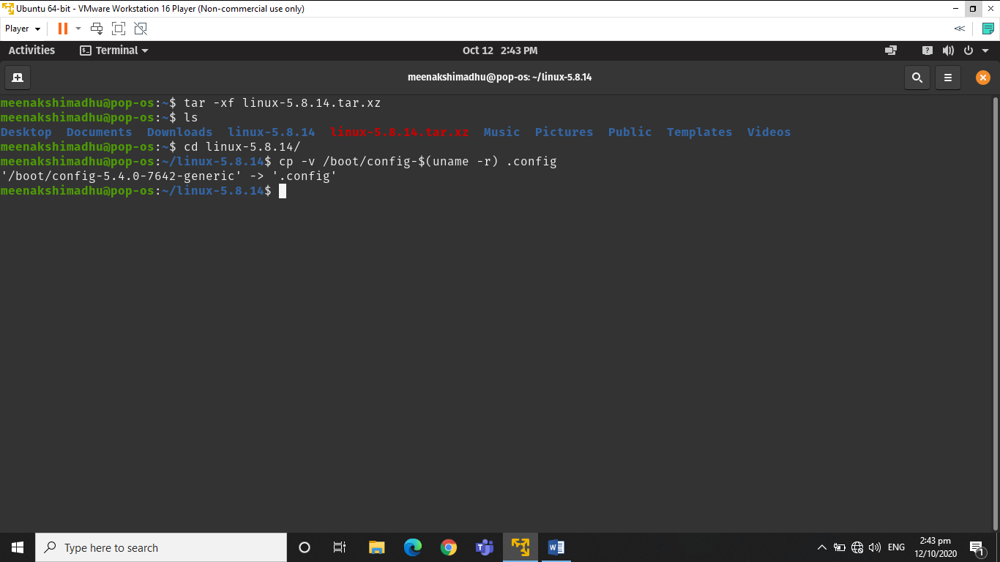 Ubuntu 64-bit - VMware Workstation 16 Player (Non-commercial use only)
Player
Activities Terminal Oct 12 2:43 PM
meenakshimadhu@pop-os: ~/linux-5.8.14
meenakshimadhu@pop-os:~$ tar -xf linux-5.8.14.tar.xz
meenakshimadhu@pop-os:~$ ls
Desktop Documents Downloads linux-5.8.14 linux-5.8.14.tar.xz Music Pictures Public Templates Videos
meenakshimadhu@pop-os:~$ cd linux-5.8.14/
meenakshimadhu@pop-os:~/linux-5.8.14$ cp -v /boot/config-$(uname -r) .config
'/boot/config-5.4.0-7642-generic' -> '.config'
meenakshimadhu@pop-os:~/linux-5.8.14$
Type here to search
ENG
2:43 pm
12/10/2020
1